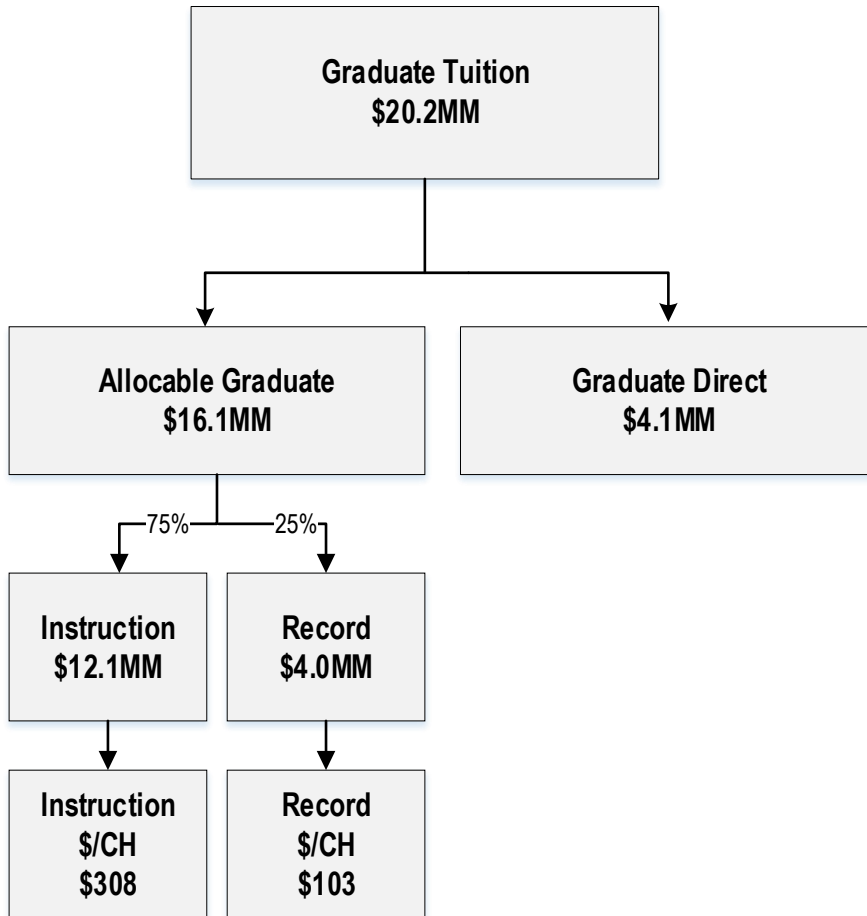 Graduate Tuition
$20.2MM
Allocable Graduate
$16.1MM
Graduate Direct
$4.1MM
75%
25%
Instruction
$12.1MM
Record
$4.0MM
Instruction
$/CH
$308
Record
$/CH
$103